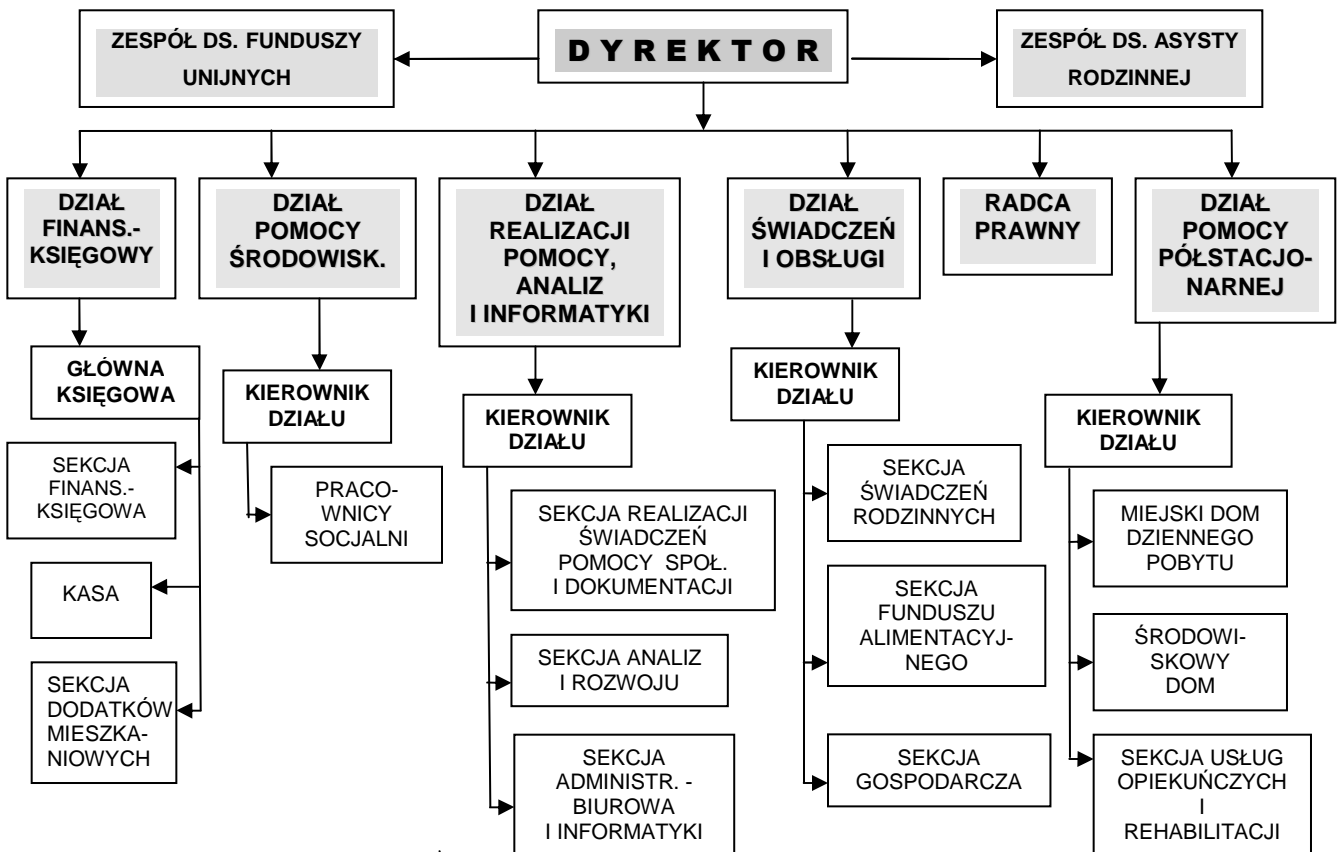 ZESPÓŁ DS. FUNDUSZY
UNIJNYCH
DYREKTOR
ZESPÓŁ DS. ASYSTY
RODZINNEJ
DZIAŁ
FINANS.-
KSIĘGOWY
DZIAŁ
POMOCY
ŚRODOWISK.
DZIAŁ
REALIZACJI
POMOCY,
ANALIZ
I INFORMATYKI
DZIAŁ
ŚWIADCZEŃ
I OBSŁUGI
RADCA
PRAWNY
DZIAŁ
POMOCY
PÓŁSTACJO-
NARNEJ
GŁÓWNA
KSIĘGOWA
SEKCJA
FINANS.-
KSIĘGOWA
KASA
SEKCJA
DODATKÓW
MIESZKA-
NIOWYCH
KIEROWNIK
DZIAŁU
PRACO-
WNICY
SOCJALNI
KIEROWNIK
DZIAŁU
SEKCJA REALIZACJI
ŚWIADCZEŃ
POMOCY SPOŁ.
I DOKUMENTACJI
SEKCJA ANALIZ
I ROZWOJU
SEKCJA
ADMINISTR. -
BIUROWA
I INFORMATYKI
KIEROWNIK
DZIAŁU
SEKCJA
ŚWIADCZEŃ
RODZINNYCH
SEKCJA
FUNDUSZU
ALIMENTACYJ-
NEGO
SEKCJA
GOSPODARCZA
KIEROWNIK
DZIAŁU
MIEJSKI DOM
DZIENNEGO
POBYTU
ŚRODOWI-
SKOWY
DOM
SEKCJA USŁUG
OPIEKUŃCZYCH
I
REHABILITACJI